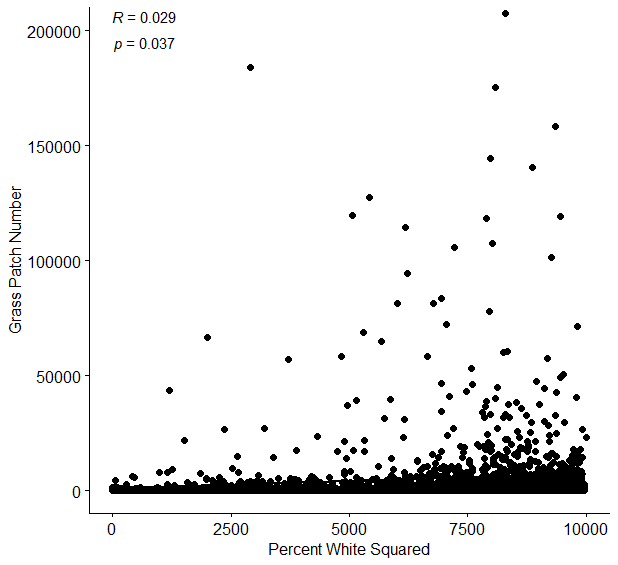 R = 0.029
p = 0.037
200000
150000
100000
50000
0
Grass Patch Number
0 2500 5000 7500 10000
Percent White Squared